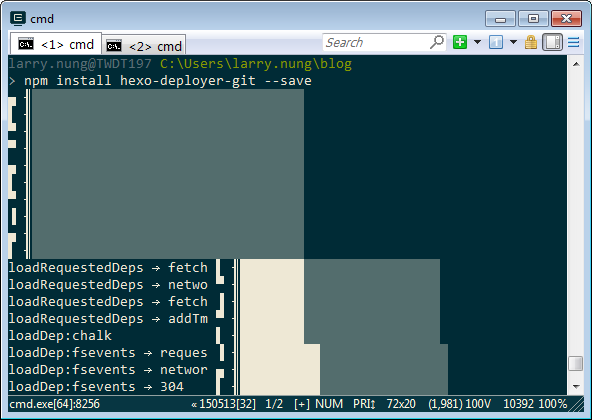 cmd
<1> cmd
<2> cmd
Search
larry.nung@TWDT197 C:\Users\larry.nung\blog
> npm install hexo-deployer-git --save
loadRequestedDeps → fetch
loadRequestedDeps → netwo
loadRequestedDeps → fetch
loadRequestedDeps → addTm
loadDep:chalk
loadDep:fsevents → reques
loadDep:fsevents → networ
loadDep:fsevents → 304
cmd.exe[64]:8256 «150513[32] 1/2 [+] NUM PRI↕ 72x20 (1,981) 100V 10392 100%